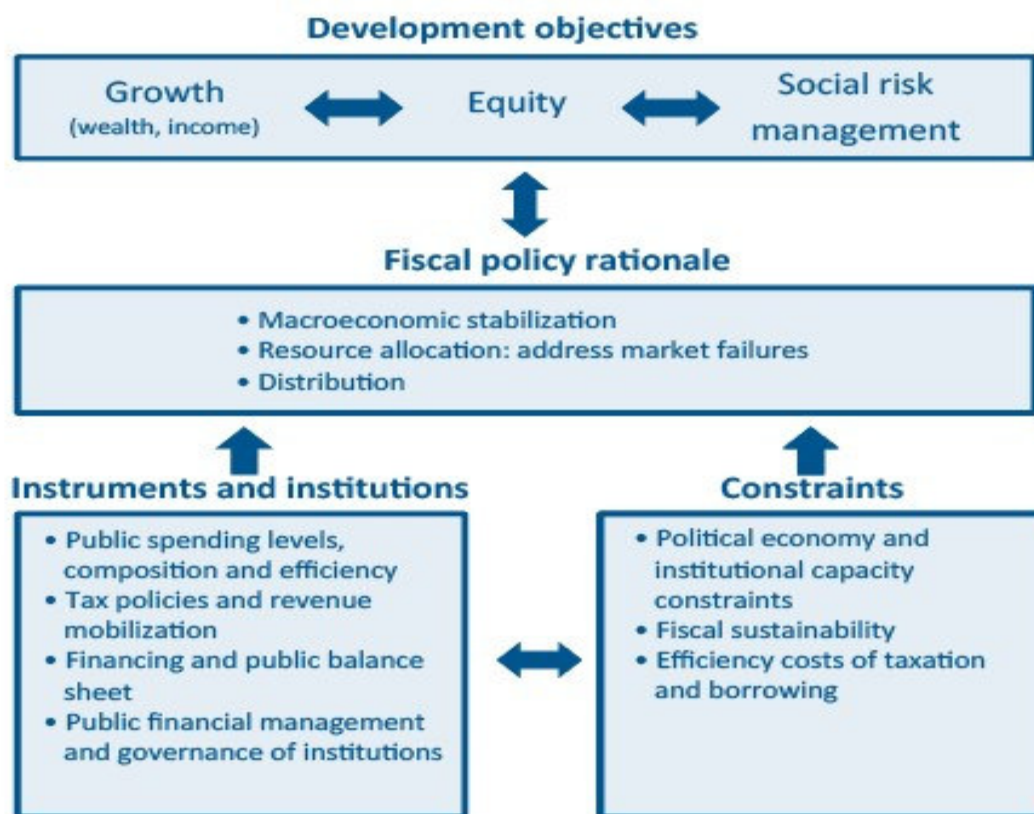 Development objectives
Growth
(wealth, income)
Equity
Social risk
management
Fiscal policy rationale
• Macroeconomic stabilization
• Resource allocation: address market failures
• Distribution
Instruments and institutions
• Public spending levels,
composition and efficiency
• Tax policies and revenue
mobilization
• Financing and public balance
sheet
• Public financial management
and governance of institutions
Constraints
• Political economy and
institutional capacity
constraints
• Fiscal sustainability
• Efficiency costs of taxation
and borrowing